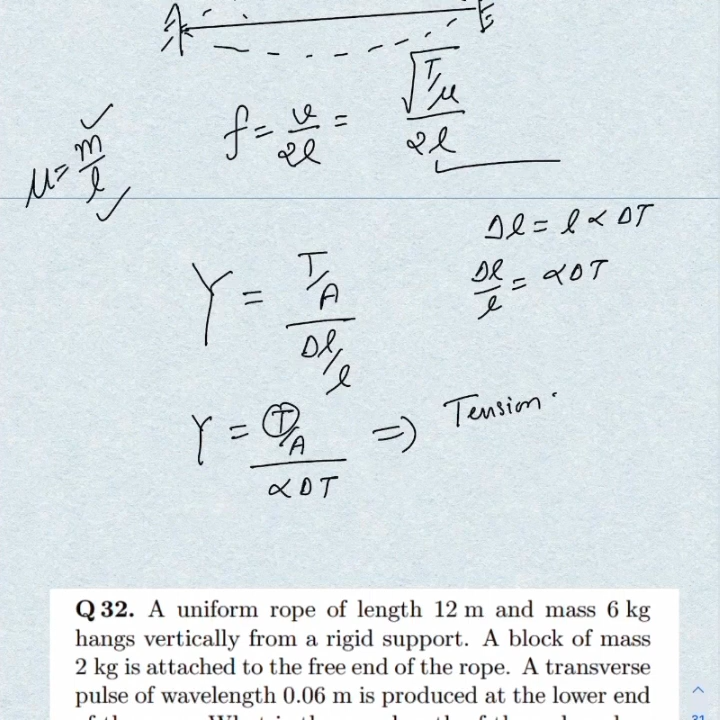 f = v/2l = √(T/μ)/2l
μ = m/l
Δl = l α ΔT
Δl/l = αΔT
Y = (T/A)/(Δl/l)
Y = (T/A)/(αΔT) ⇒ Tension.
Q 32. A uniform rope of length 12 m and mass 6 kg
hangs vertically from a rigid support. A block of mass
2 kg is attached to the free end of the rope. A transverse
pulse of wavelength 0.06 m is produced at the lower end